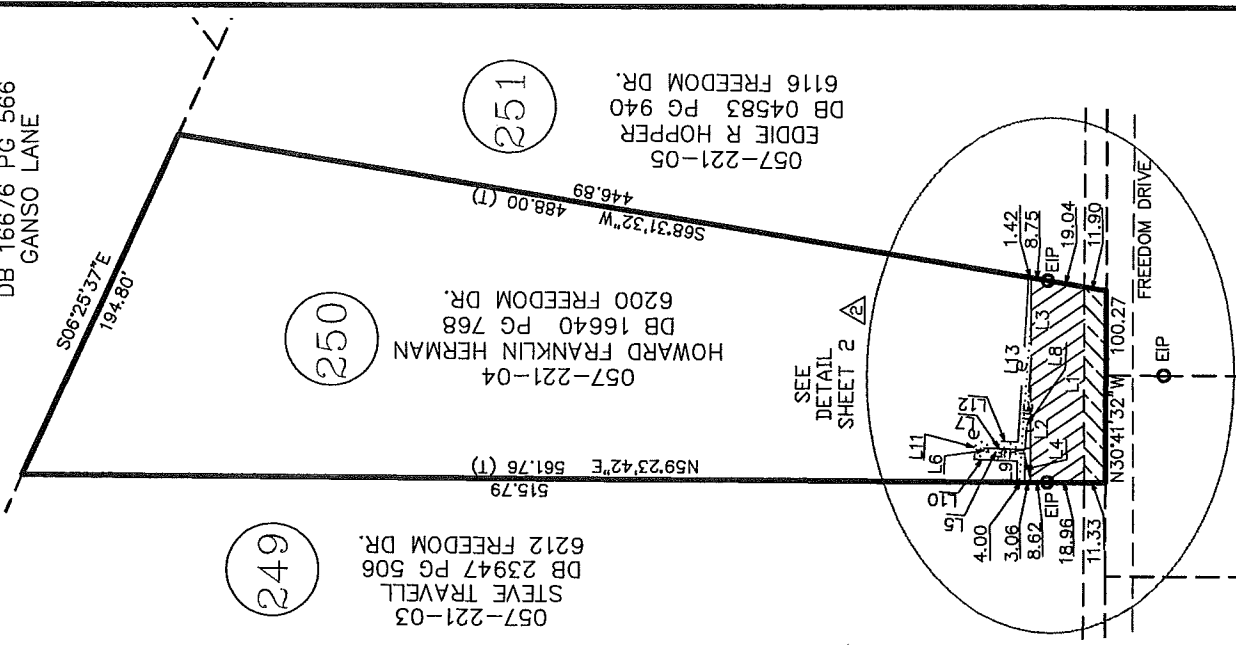 DB 16676 PG 566
GANSO LANE
S06°25'37"E
194.80'
251
057-221-05
EDDIE R HOPPER
DB 04583 PG 940
6116 FREEDOM DR.
S68°31'32"W 488.00 (T)
446.89
250
057-221-04
HOWARD FRANKLIN HERMAN
DB 16640 PG 768
6200 FREEDOM DR.
N59°23'42"E 561.76 (T)
515.79
249
057-221-03
STEVE TRAVELL
DB 23947 PG 506
6212 FREEDOM DR.
SEE
DETAIL
SHEET 2
2
1.42
8.75
EIP
19.04
11.90
L11
L6
L10
L5
e
L12
L7
L13
L3
L8
L1
L2
L4
4.00
3.06
8.62
EIP
18.96
11.33
N30°41'32"W 100.27
FREEDOM DRIVE
EIP